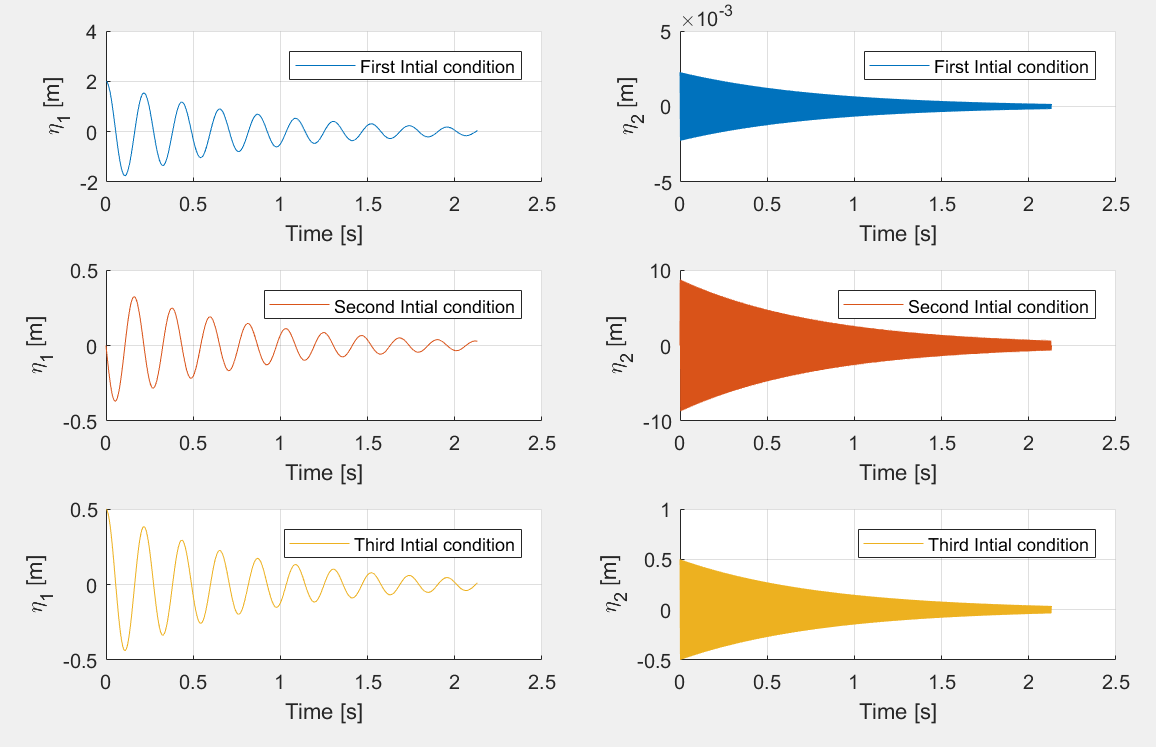 4
2
0
-2
η1 [m]
First Intial condition
0 0.5 1 1.5 2 2.5
Time [s]
×10-3
5
0
-5
η2 [m]
First Intial condition
0 0.5 1 1.5 2 2.5
Time [s]
0.5
0
-0.5
η1 [m]
Second Intial condition
0 0.5 1 1.5 2 2.5
Time [s]
10
0
-10
η2 [m]
Second Intial condition
0 0.5 1 1.5 2 2.5
Time [s]
0.5
0
-0.5
η1 [m]
Third Intial condition
0 0.5 1 1.5 2 2.5
Time [s]
1
0.5
0
-0.5
η2 [m]
Third Intial condition
0 0.5 1 1.5 2 2.5
Time [s]